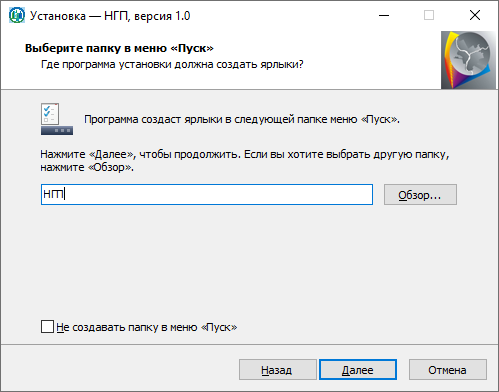 Установка — НГП, версия 1.0
Выберите папку в меню «Пуск»
Где программа установки должна создать ярлыки?
Программа создаст ярлыки в следующей папке меню «Пуск».
Нажмите «Далее», чтобы продолжить. Если вы хотите выбрать другую папку,
нажмите «Обзор».
НГП
Обзор...
Не создавать папку в меню «Пуск»
Назад
Далее
Отмена